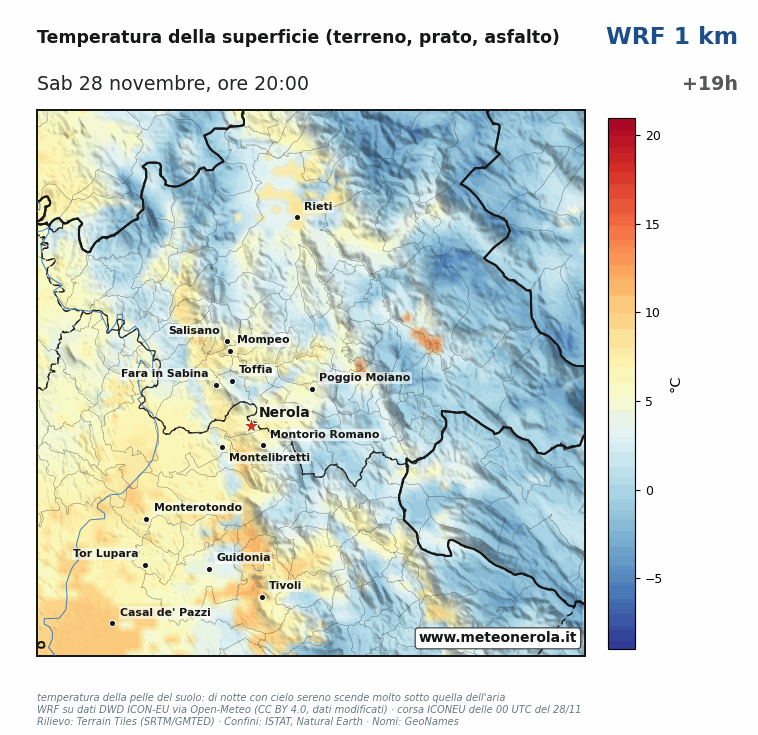 Temperatura della superficie (terreno, prato, asfalto)
WRF 1 km
Sab 28 novembre, ore 20:00
+19h
Rieti
Salisano
Mompeo
Fara in Sabina
Toffia
Poggio Moiano
Nerola
Montorio Romano
Montelibretti
Monterotondo
Tor Lupara
Guidonia
Tivoli
Casal de' Pazzi
www.meteonerola.it
20
15
10
5
0
−5
°C
temperatura della pelle del suolo: di notte con cielo sereno scende molto sotto quella dell'aria
WRF su dati DWD ICON-EU via Open-Meteo (CC BY 4.0, dati modificati) · corsa ICONEU delle 00 UTC del 28/11
Rilievo: Terrain Tiles (SRTM/GMTED) · Confini: ISTAT, Natural Earth · Nomi: GeoNames